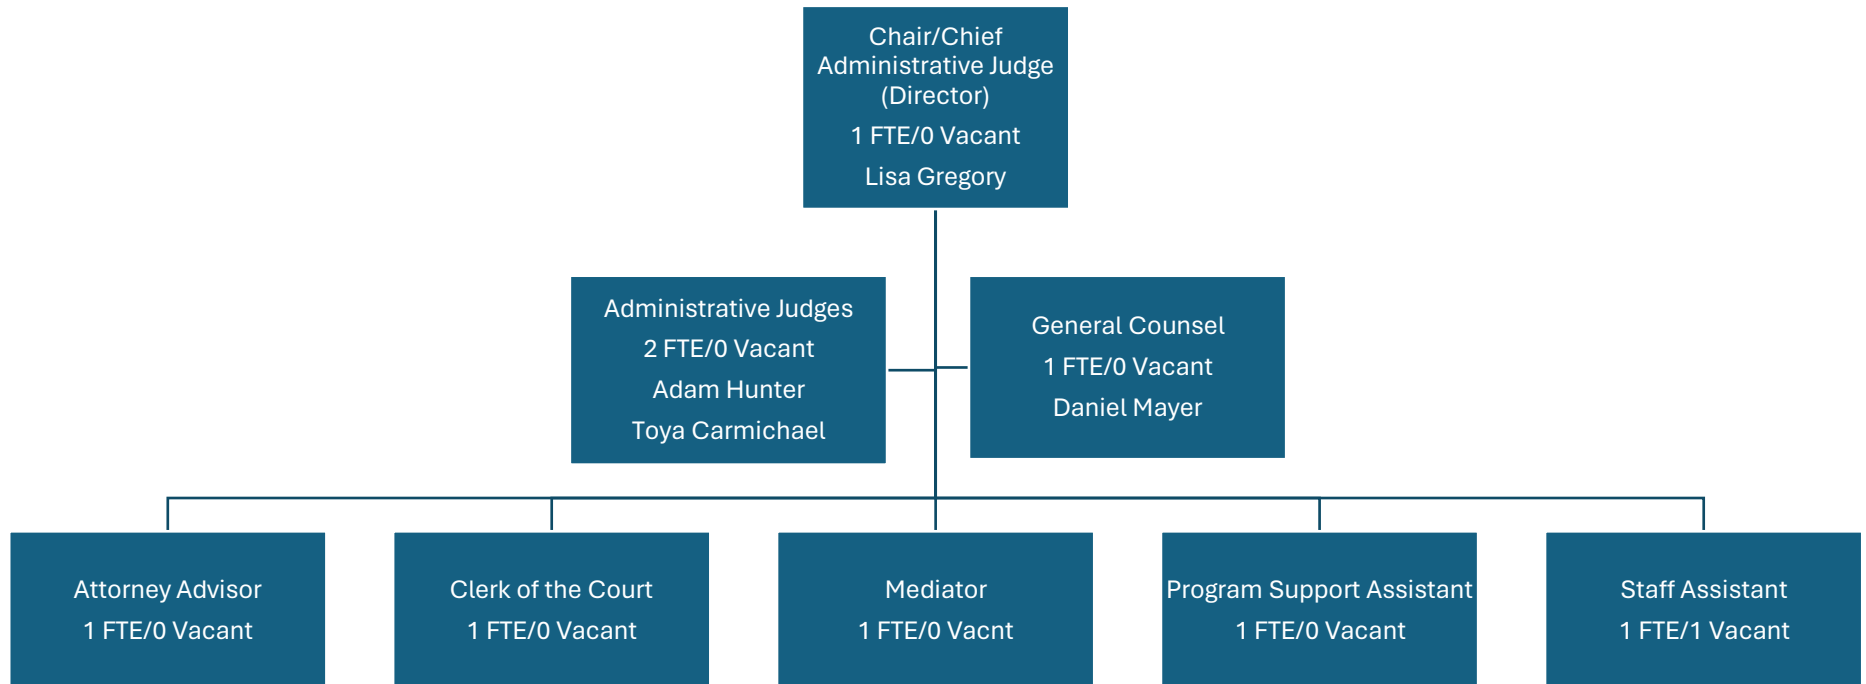 Chair/Chief
Administrative Judge
(Director)
1 FTE/0 Vacant
Lisa Gregory
Administrative Judges
2 FTE/0 Vacant
Adam Hunter
Toya Carmichael
General Counsel
1 FTE/0 Vacant
Daniel Mayer
Attorney Advisor
1 FTE/0 Vacant
Clerk of the Court
1 FTE/0 Vacant
Mediator
1 FTE/0 Vacnt
Program Support Assistant
1 FTE/0 Vacant
Staff Assistant
1 FTE/1 Vacant